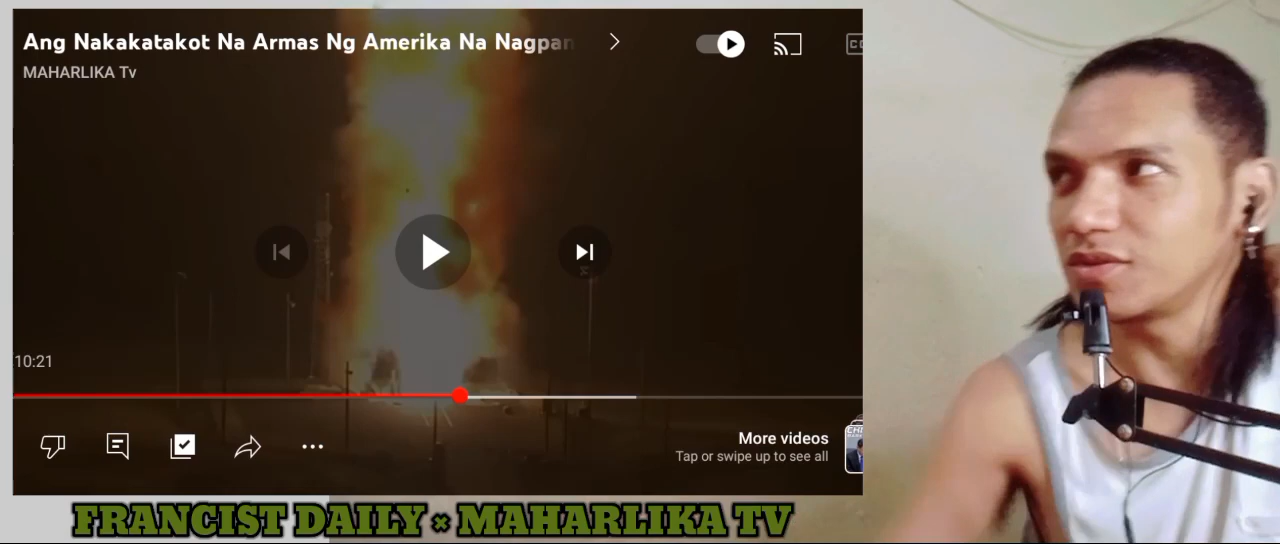 Ang Nakakatakot Na Armas Ng Amerika Na Nagpan
CC
MAHARLIKA Tv
10:21
More videos
Tap or swipe up to see all
FRANCIST DAILY × MAHARLIKA TV